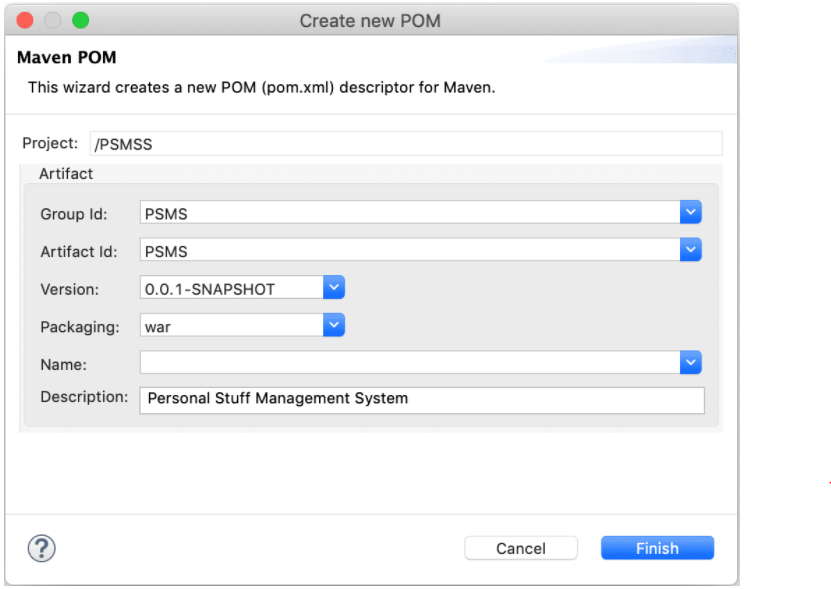 Create new POM
Maven POM
This wizard creates a new POM (pom.xml) descriptor for Maven.
Project: /PSMSS
Artifact
Group Id: PSMS
Artifact Id: PSMS
Version: 0.0.1-SNAPSHOT
Packaging: war
Name:
Description: Personal Stuff Management System
?
Cancel Finish